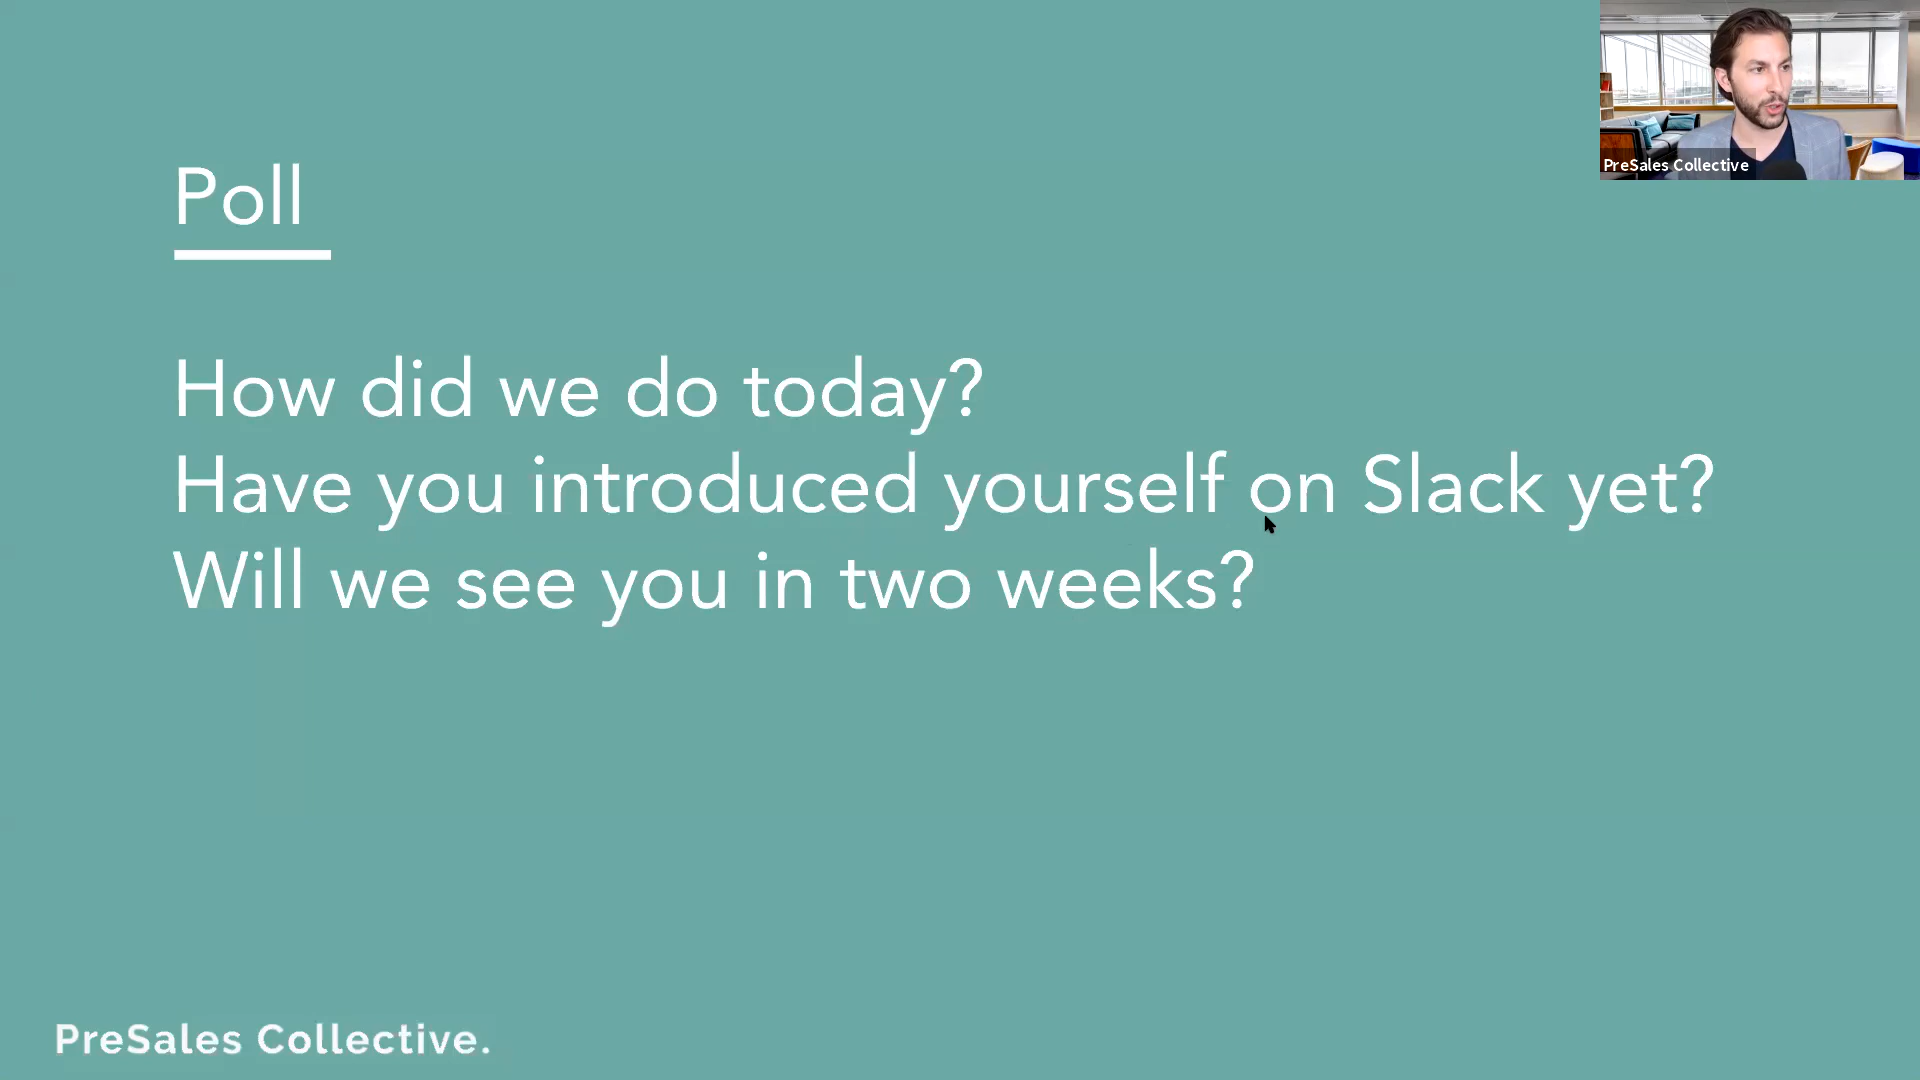 PreSales Collective
Poll
How did we do today?
Have you introduced yourself on Slack yet?
Will we see you in two weeks?
PreSales Collective.